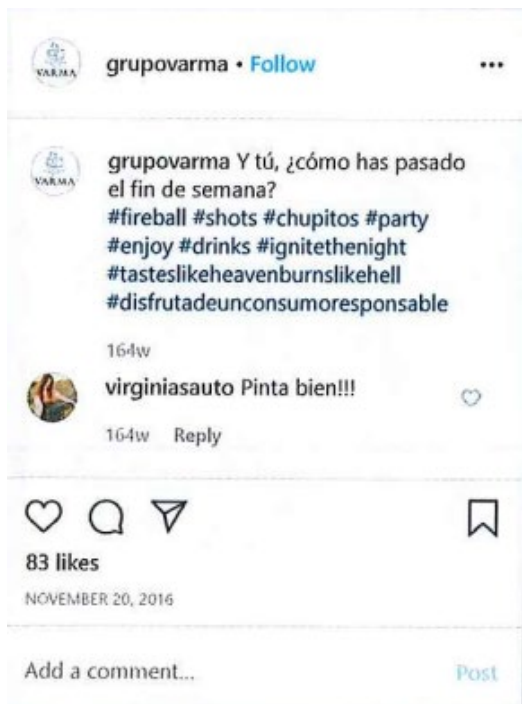 VARMA
grupovarma • Follow
VARMA
grupovarma Y tú, ¿cómo has pasado
el fin de semana?
#fireball #shots #chupitos #party
#enjoy #drinks #ignitethenight
#tasteslikeheavenburnslikehell
#disfrutadeunconsumoresponsable
164w
virginiasauto Pinta bien!!!
164w Reply
83 likes
NOVEMBER 20, 2016
Add a comment... Post